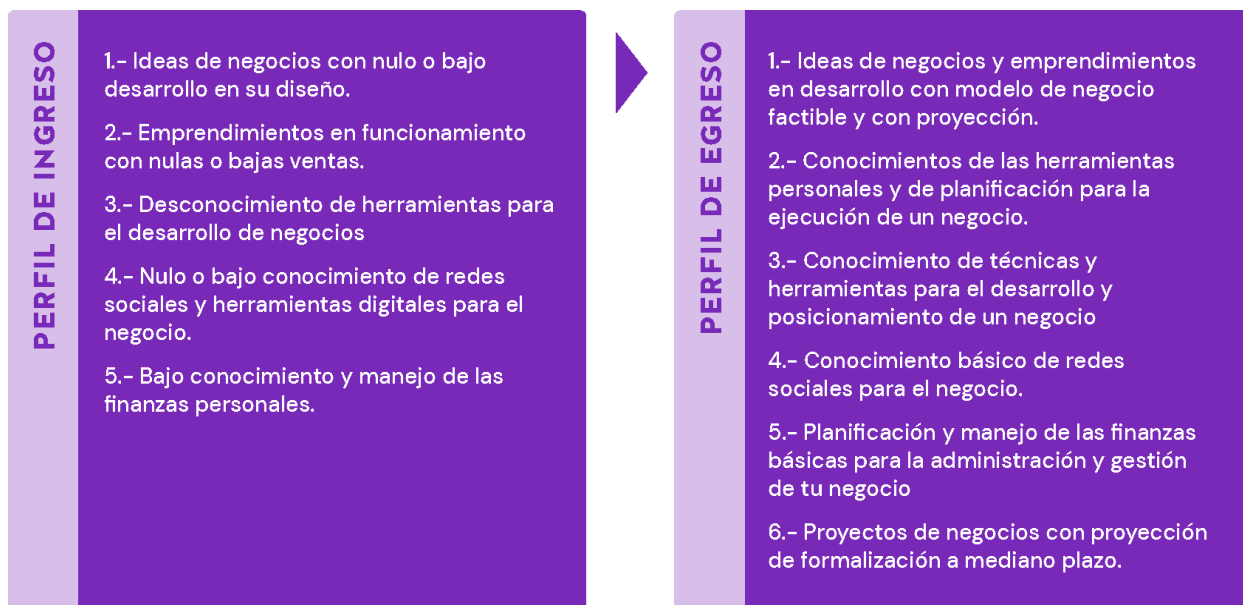 PERFIL DE INGRESO
1.- Ideas de negocios con nulo o bajo
desarrollo en su diseño.
2.- Emprendimientos en funcionamiento
con nulas o bajas ventas.
3.- Desconocimiento de herramientas para
el desarrollo de negocios
4.- Nulo o bajo conocimiento de redes
sociales y herramientas digitales para el
negocio.
5.- Bajo conocimiento y manejo de las
finanzas personales.
PERFIL DE EGRESO
1.- Ideas de negocios y emprendimientos
en desarrollo con modelo de negocio
factible y con proyección.
2.- Conocimientos de las herramientas
personales y de planificación para la
ejecución de un negocio.
3.- Conocimiento de técnicas y
herramientas para el desarrollo y
posicionamiento de un negocio
4.- Conocimiento básico de redes
sociales para el negocio.
5.- Planificación y manejo de las finanzas
básicas para la administración y gestión
de tu negocio
6.- Proyectos de negocios con proyección
de formalización a mediano plazo.